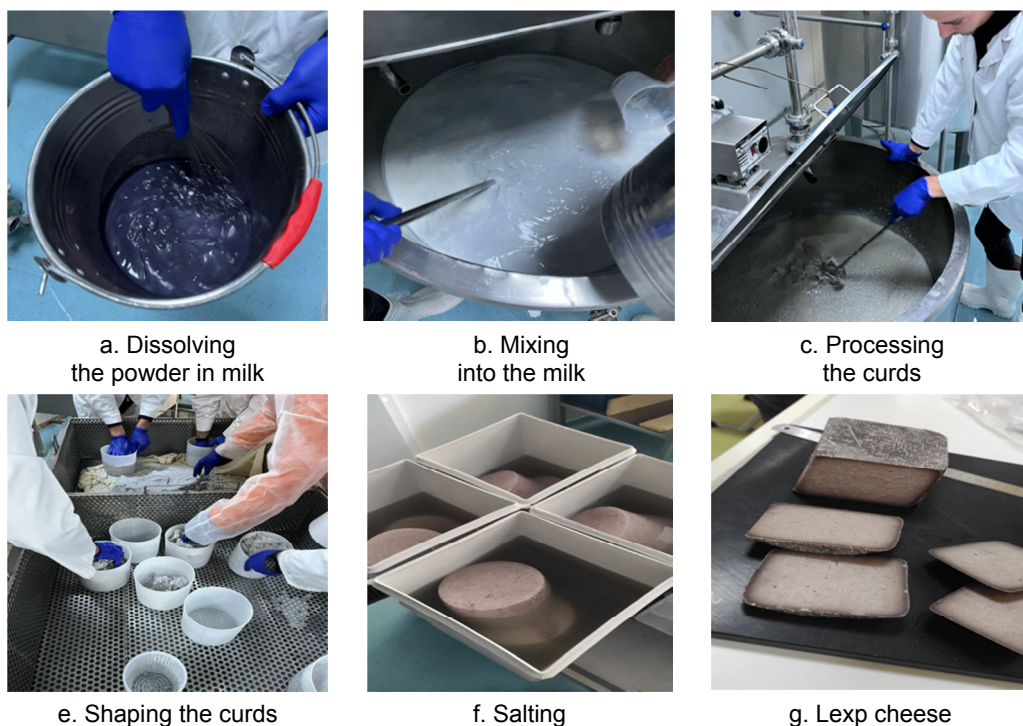 a. Dissolving
the powder in milk
b. Mixing
into the milk
c. Processing
the curds
e. Shaping the curds
f. Salting
g. Lexp cheese